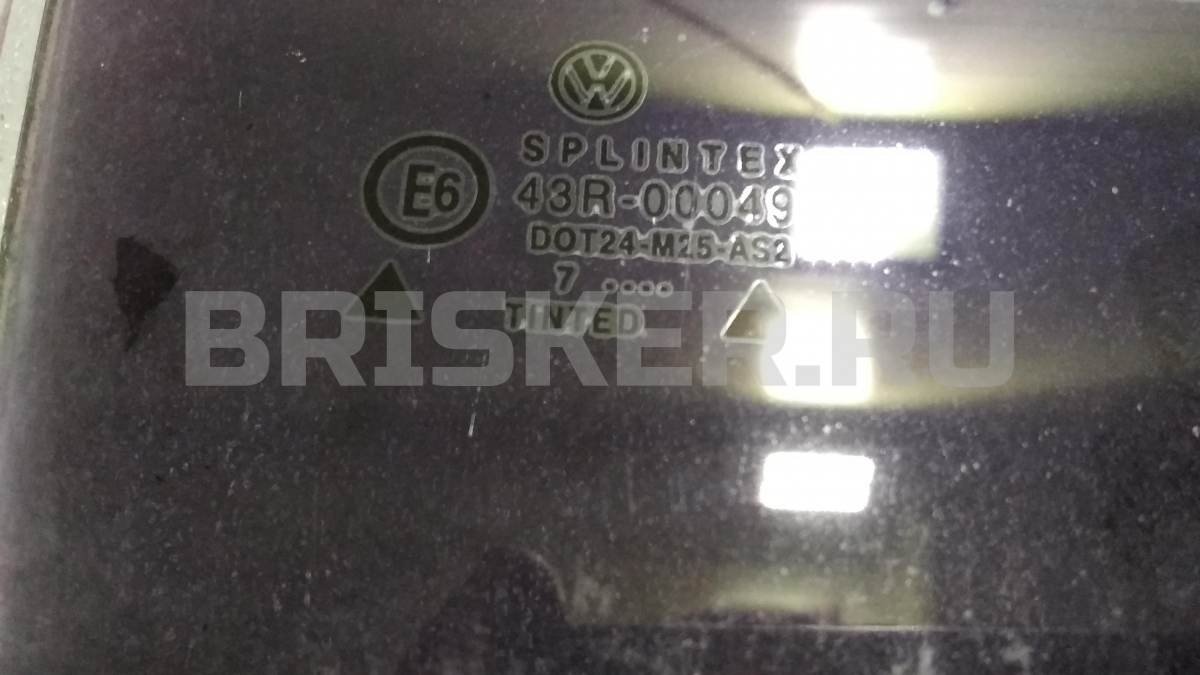 SPLINTEX
E6
43R-00049
DOT24-M25-AS2
7 ....
TINTED
BRISKER.RU